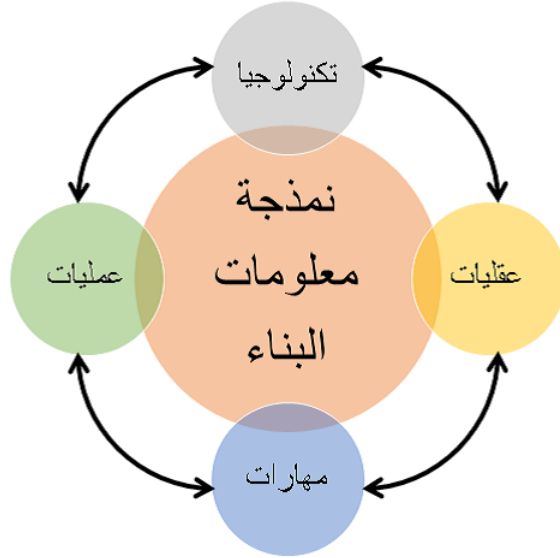 تكنولوجيا
نمذجة
معلومات
البناء
عقليات
عمليات
مهارات